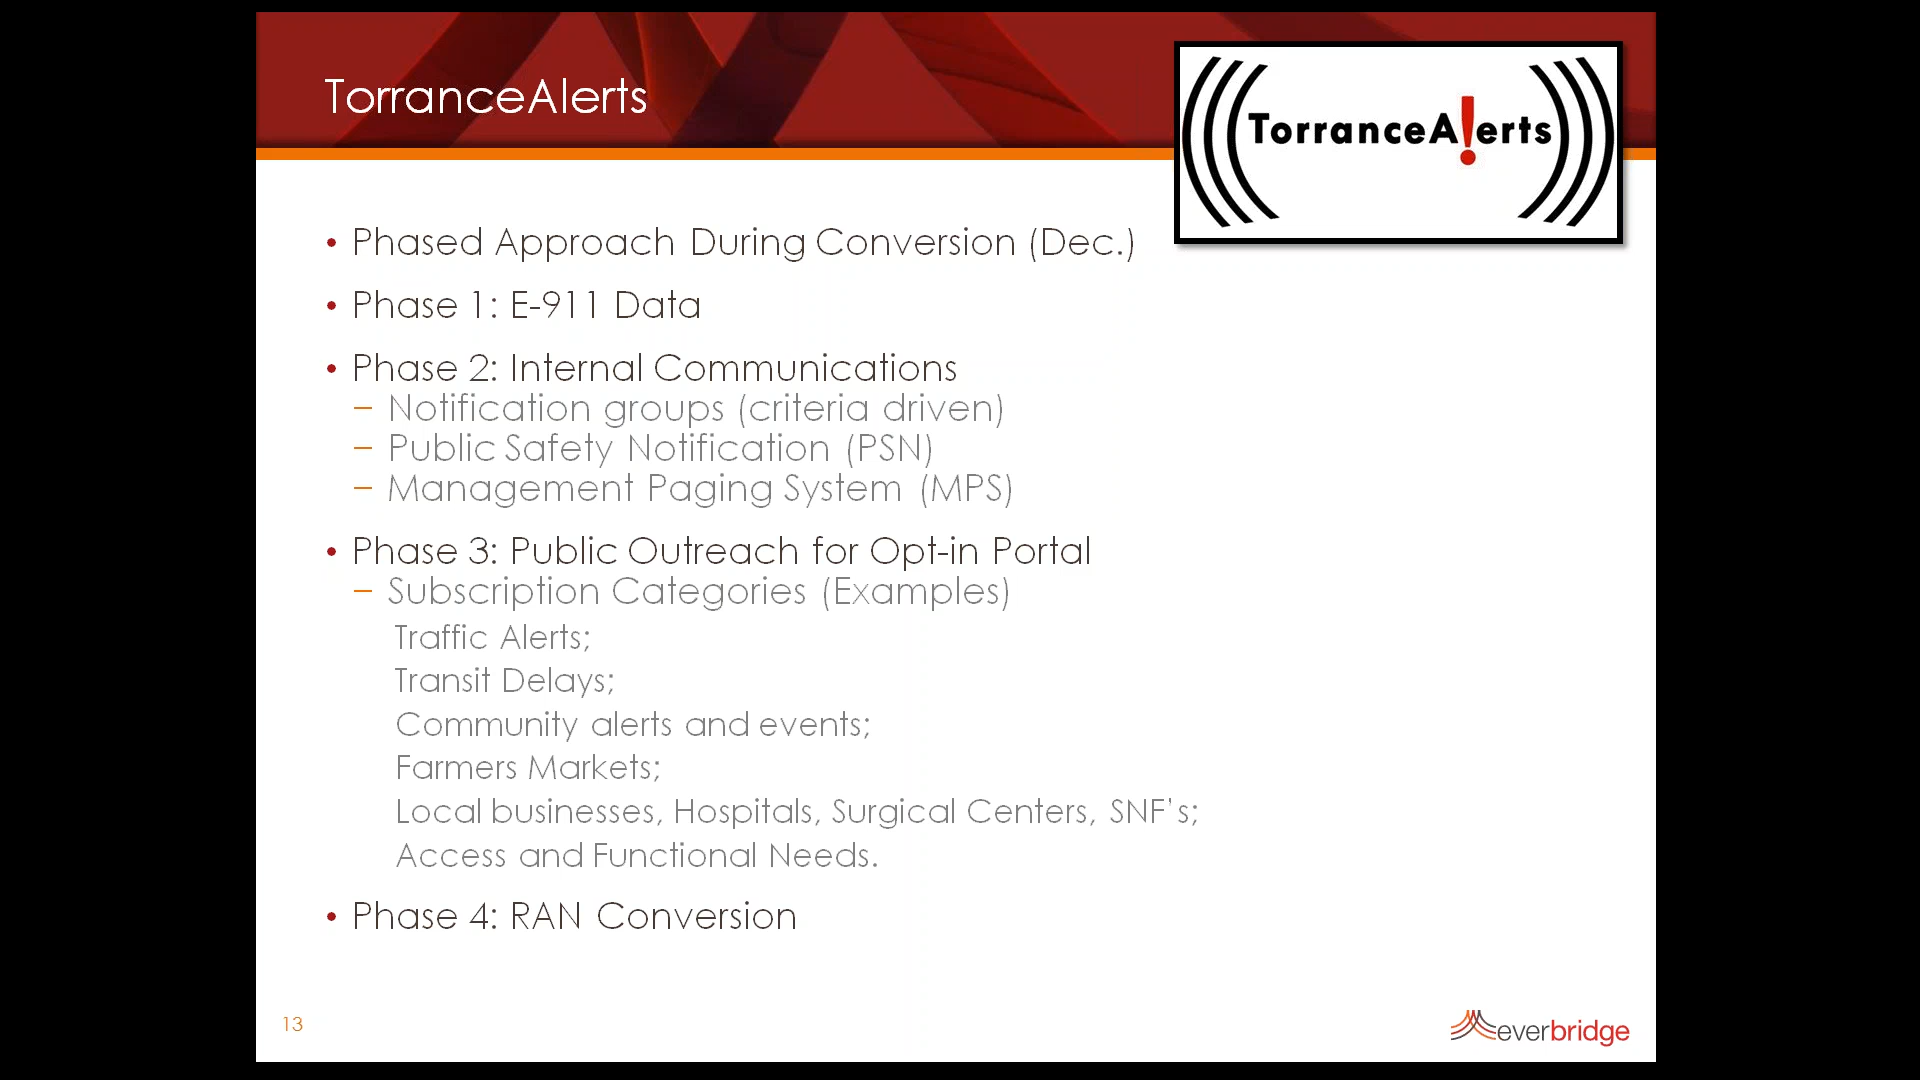 TorranceAlerts
TorranceA!erts
• Phased Approach During Conversion (Dec.)
• Phase 1: E-911 Data
• Phase 2: Internal Communications
– Notification groups (criteria driven)
– Public Safety Notification (PSN)
– Management Paging System (MPS)
• Phase 3: Public Outreach for Opt-in Portal
– Subscription Categories (Examples)
Traffic Alerts;
Transit Delays;
Community alerts and events;
Farmers Markets;
Local businesses, Hospitals, Surgical Centers, SNF's;
Access and Functional Needs.
• Phase 4: RAN Conversion
13
everbridge